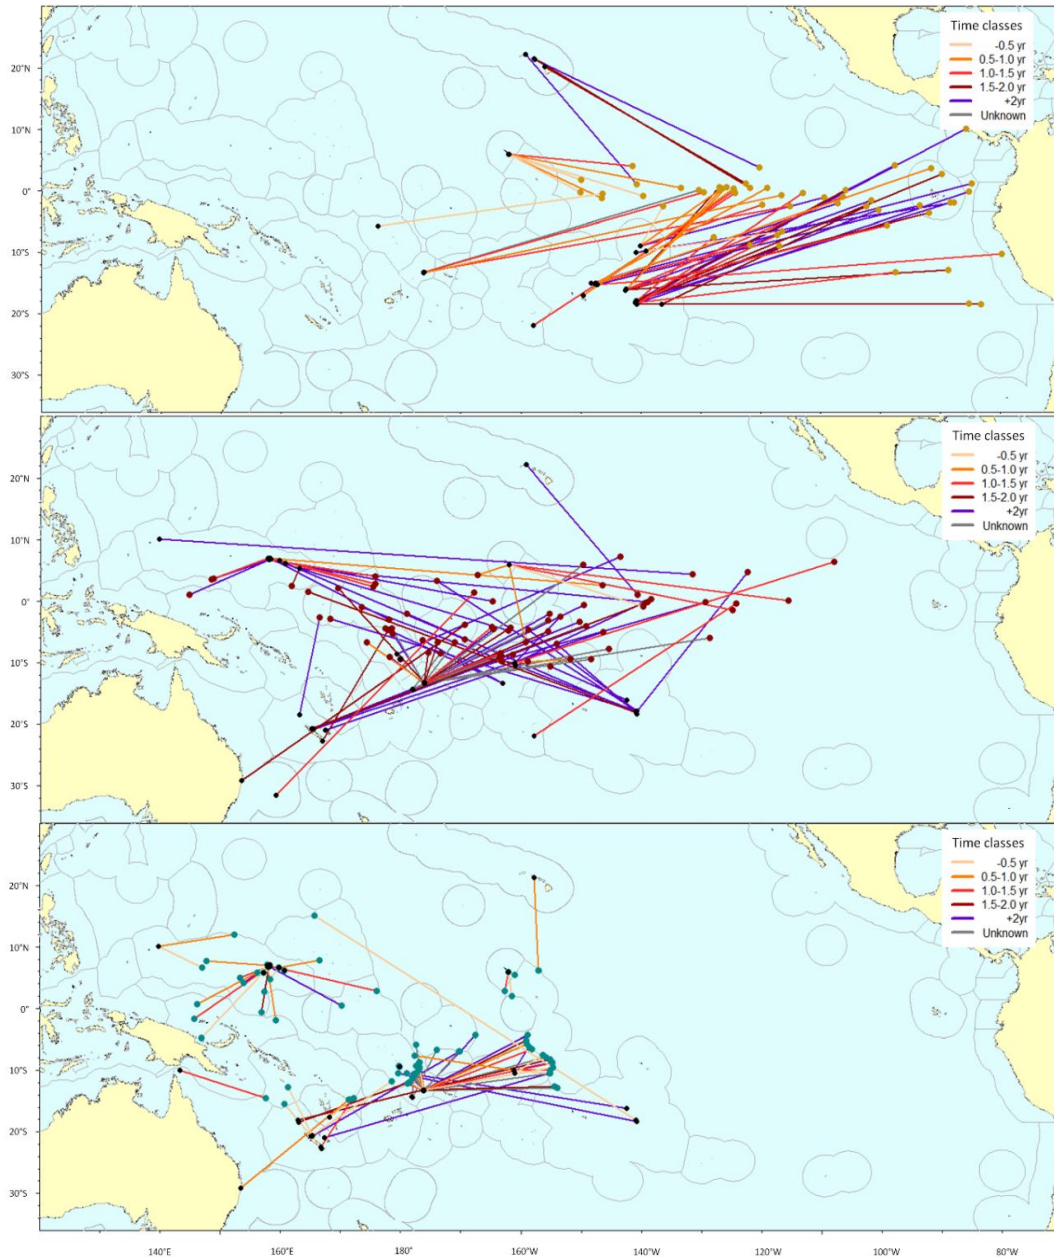 Time classes
-0.5 yr
0.5-1.0 yr
1.0-1.5 yr
1.5-2.0 yr
+2yr
Unknown
20°N
10°N
0°
10°S
20°S
30°S
Time classes
-0.5 yr
0.5-1.0 yr
1.0-1.5 yr
1.5-2.0 yr
+2yr
Unknown
20°N
10°N
0°
10°S
20°S
30°S
Time classes
-0.5 yr
0.5-1.0 yr
1.0-1.5 yr
1.5-2.0 yr
+2yr
Unknown
20°N
10°N
0°
10°S
20°S
30°S
140°E 160°E 180° 160°W 140°W 120°W 100°W 80°W